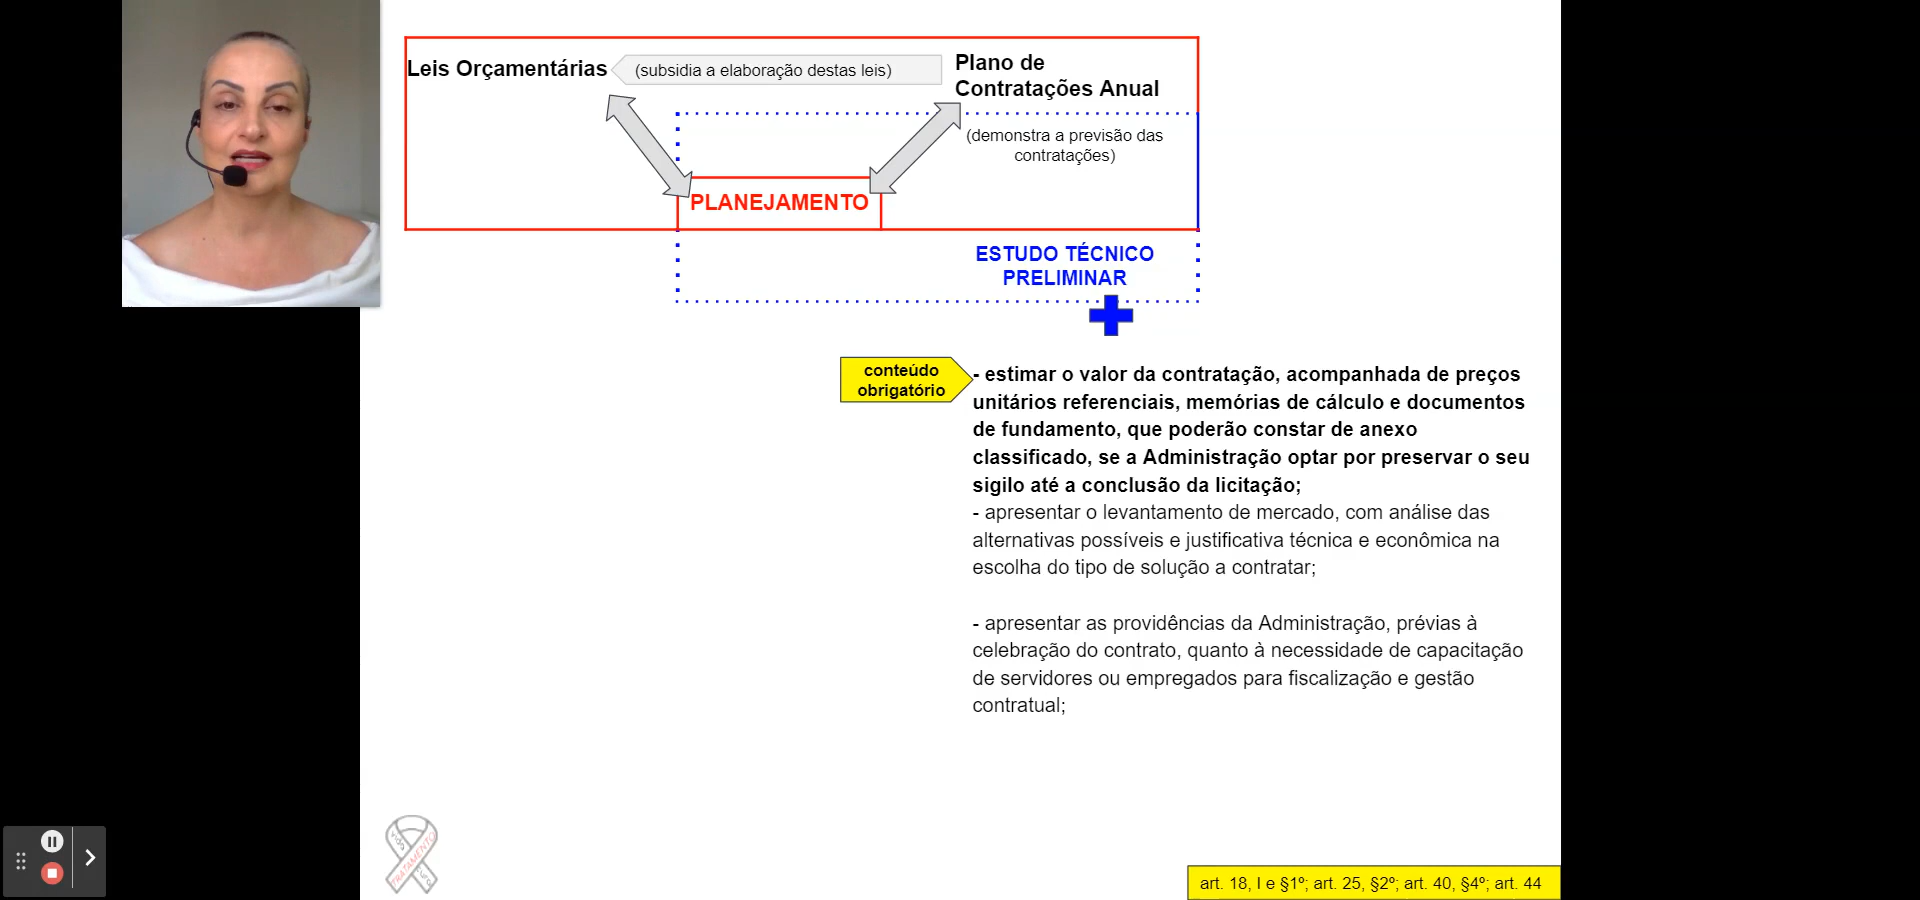 Leis Orçamentárias
(subsidia a elaboração destas leis)
Plano de
Contratações Anual
(demonstra a previsão das
contratações)
PLANEJAMENTO
ESTUDO TÉCNICO
PRELIMINAR
conteúdo
obrigatório
- estimar o valor da contratação, acompanhada de preços
unitários referenciais, memórias de cálculo e documentos
de fundamento, que poderão constar de anexo
classificado, se a Administração optar por preservar o seu
sigilo até a conclusão da licitação;
- apresentar o levantamento de mercado, com análise das
alternativas possíveis e justificativa técnica e econômica na
escolha do tipo de solução a contratar;
- apresentar as providências da Administração, prévias à
celebração do contrato, quanto à necessidade de capacitação
de servidores ou empregados para fiscalização e gestão
contratual;
TRATAMENTO
art. 18, I e §1º; art. 25, §2º; art. 40, §4º; art. 44